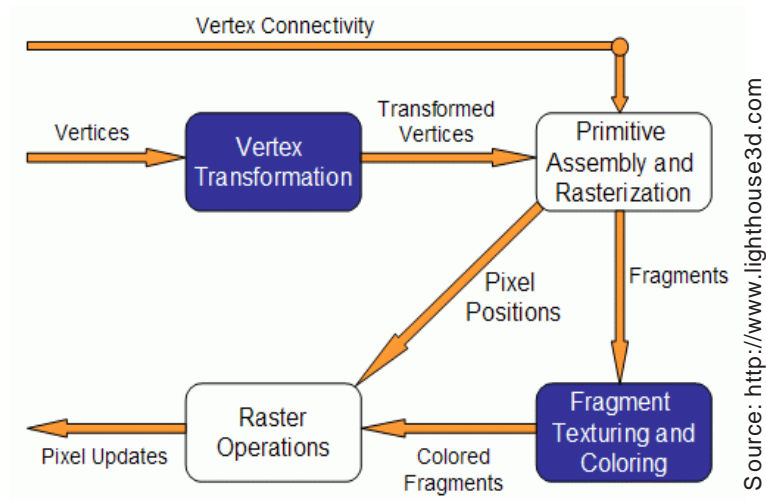 Vertex Connectivity
Vertices
Vertex
Transformation
Transformed
Vertices
Primitive
Assembly and
Rasterization
Pixel
Positions
Fragments
Raster
Operations
Fragment
Texturing and
Coloring
Pixel Updates
Colored
Fragments
Source: http://www.lighthouse3d.com